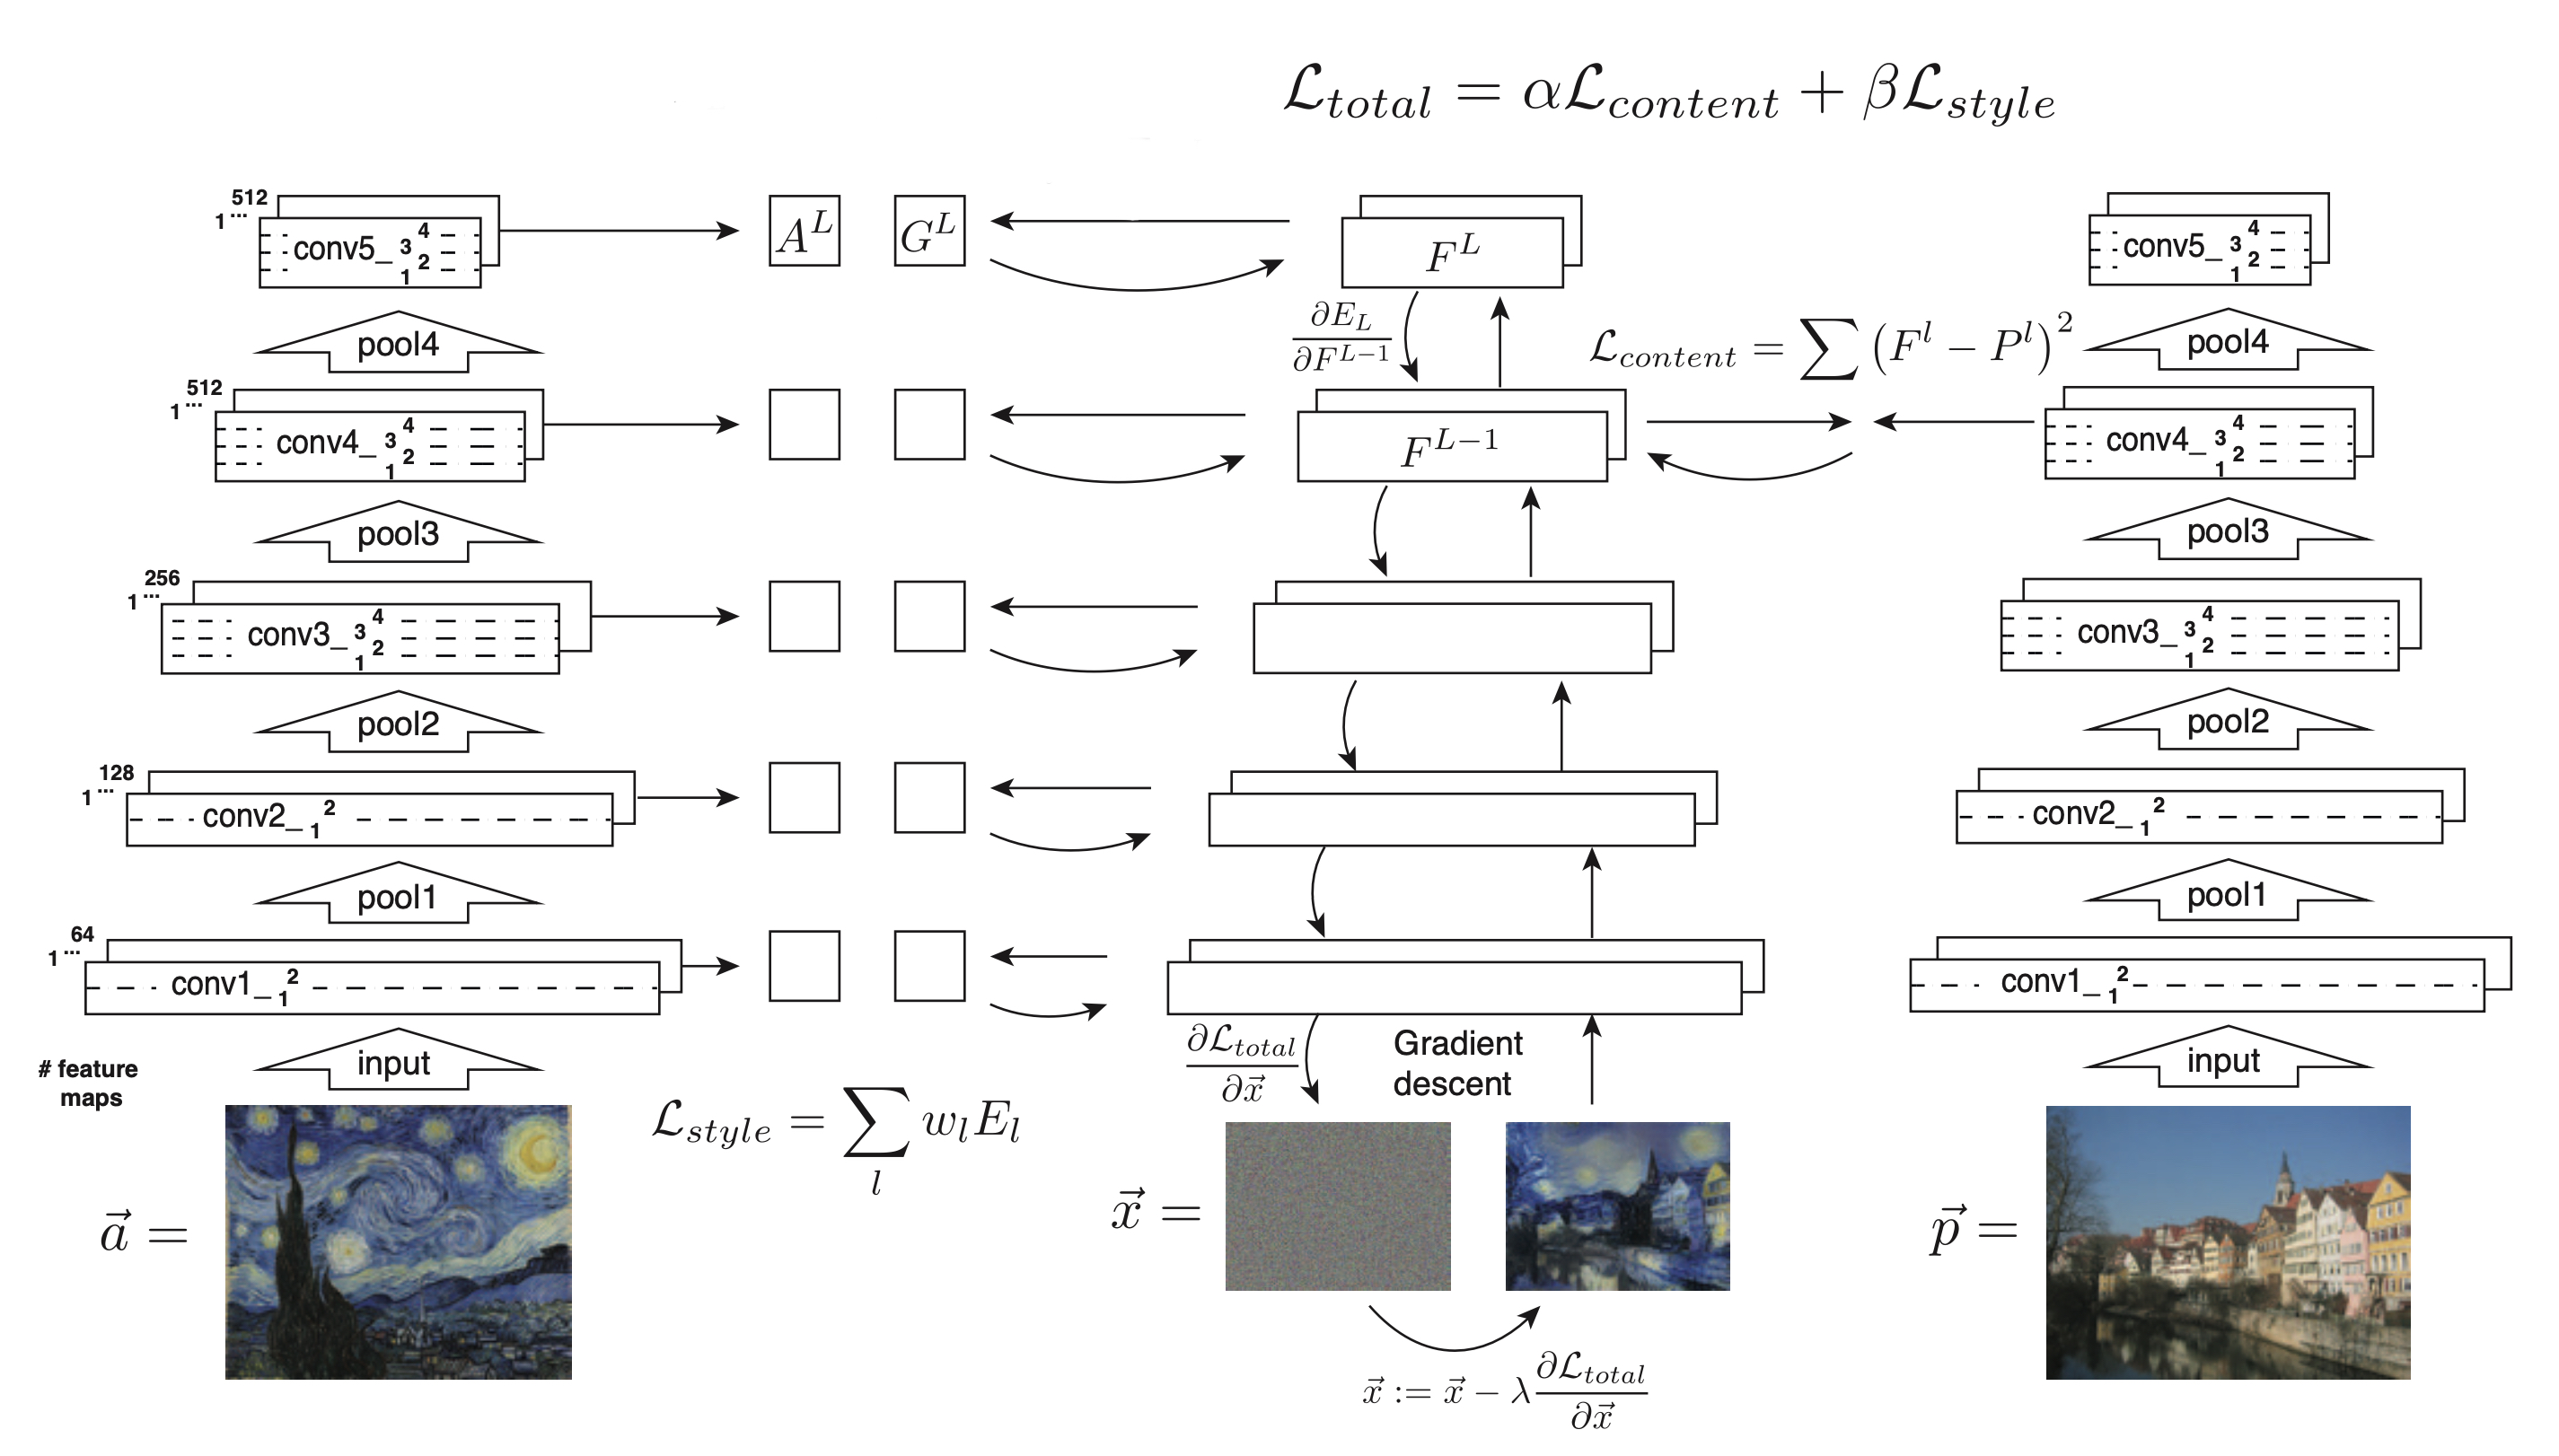 𝓛_total = α𝓛_content + β𝓛_style
512
1...
conv5_ 1 2 3 4
A^L
G^L
F^L
conv5_ 1 2 3 4
pool4
∂E_L / ∂F^{L-1}
𝓛_content = ∑ (F^l − P^l)^2
pool4
512
1...
conv4_ 1 2 3 4
F^{L-1}
conv4_ 1 2 3 4
pool3
pool3
256
1...
conv3_ 1 2 3 4
conv3_ 1 2 3 4
pool2
pool2
128
1...
conv2_ 1 2
conv2_ 1 2
pool1
pool1
64
1...
conv1_ 1 2
conv1_ 1 2
# feature
maps
input
∂𝓛_total / ∂x⃗
Gradient
descent
input
𝓛_style = ∑_l w_l E_l
a⃗ =
x⃗ =
p⃗ =
x⃗ := x⃗ − λ ∂𝓛_total / ∂x⃗